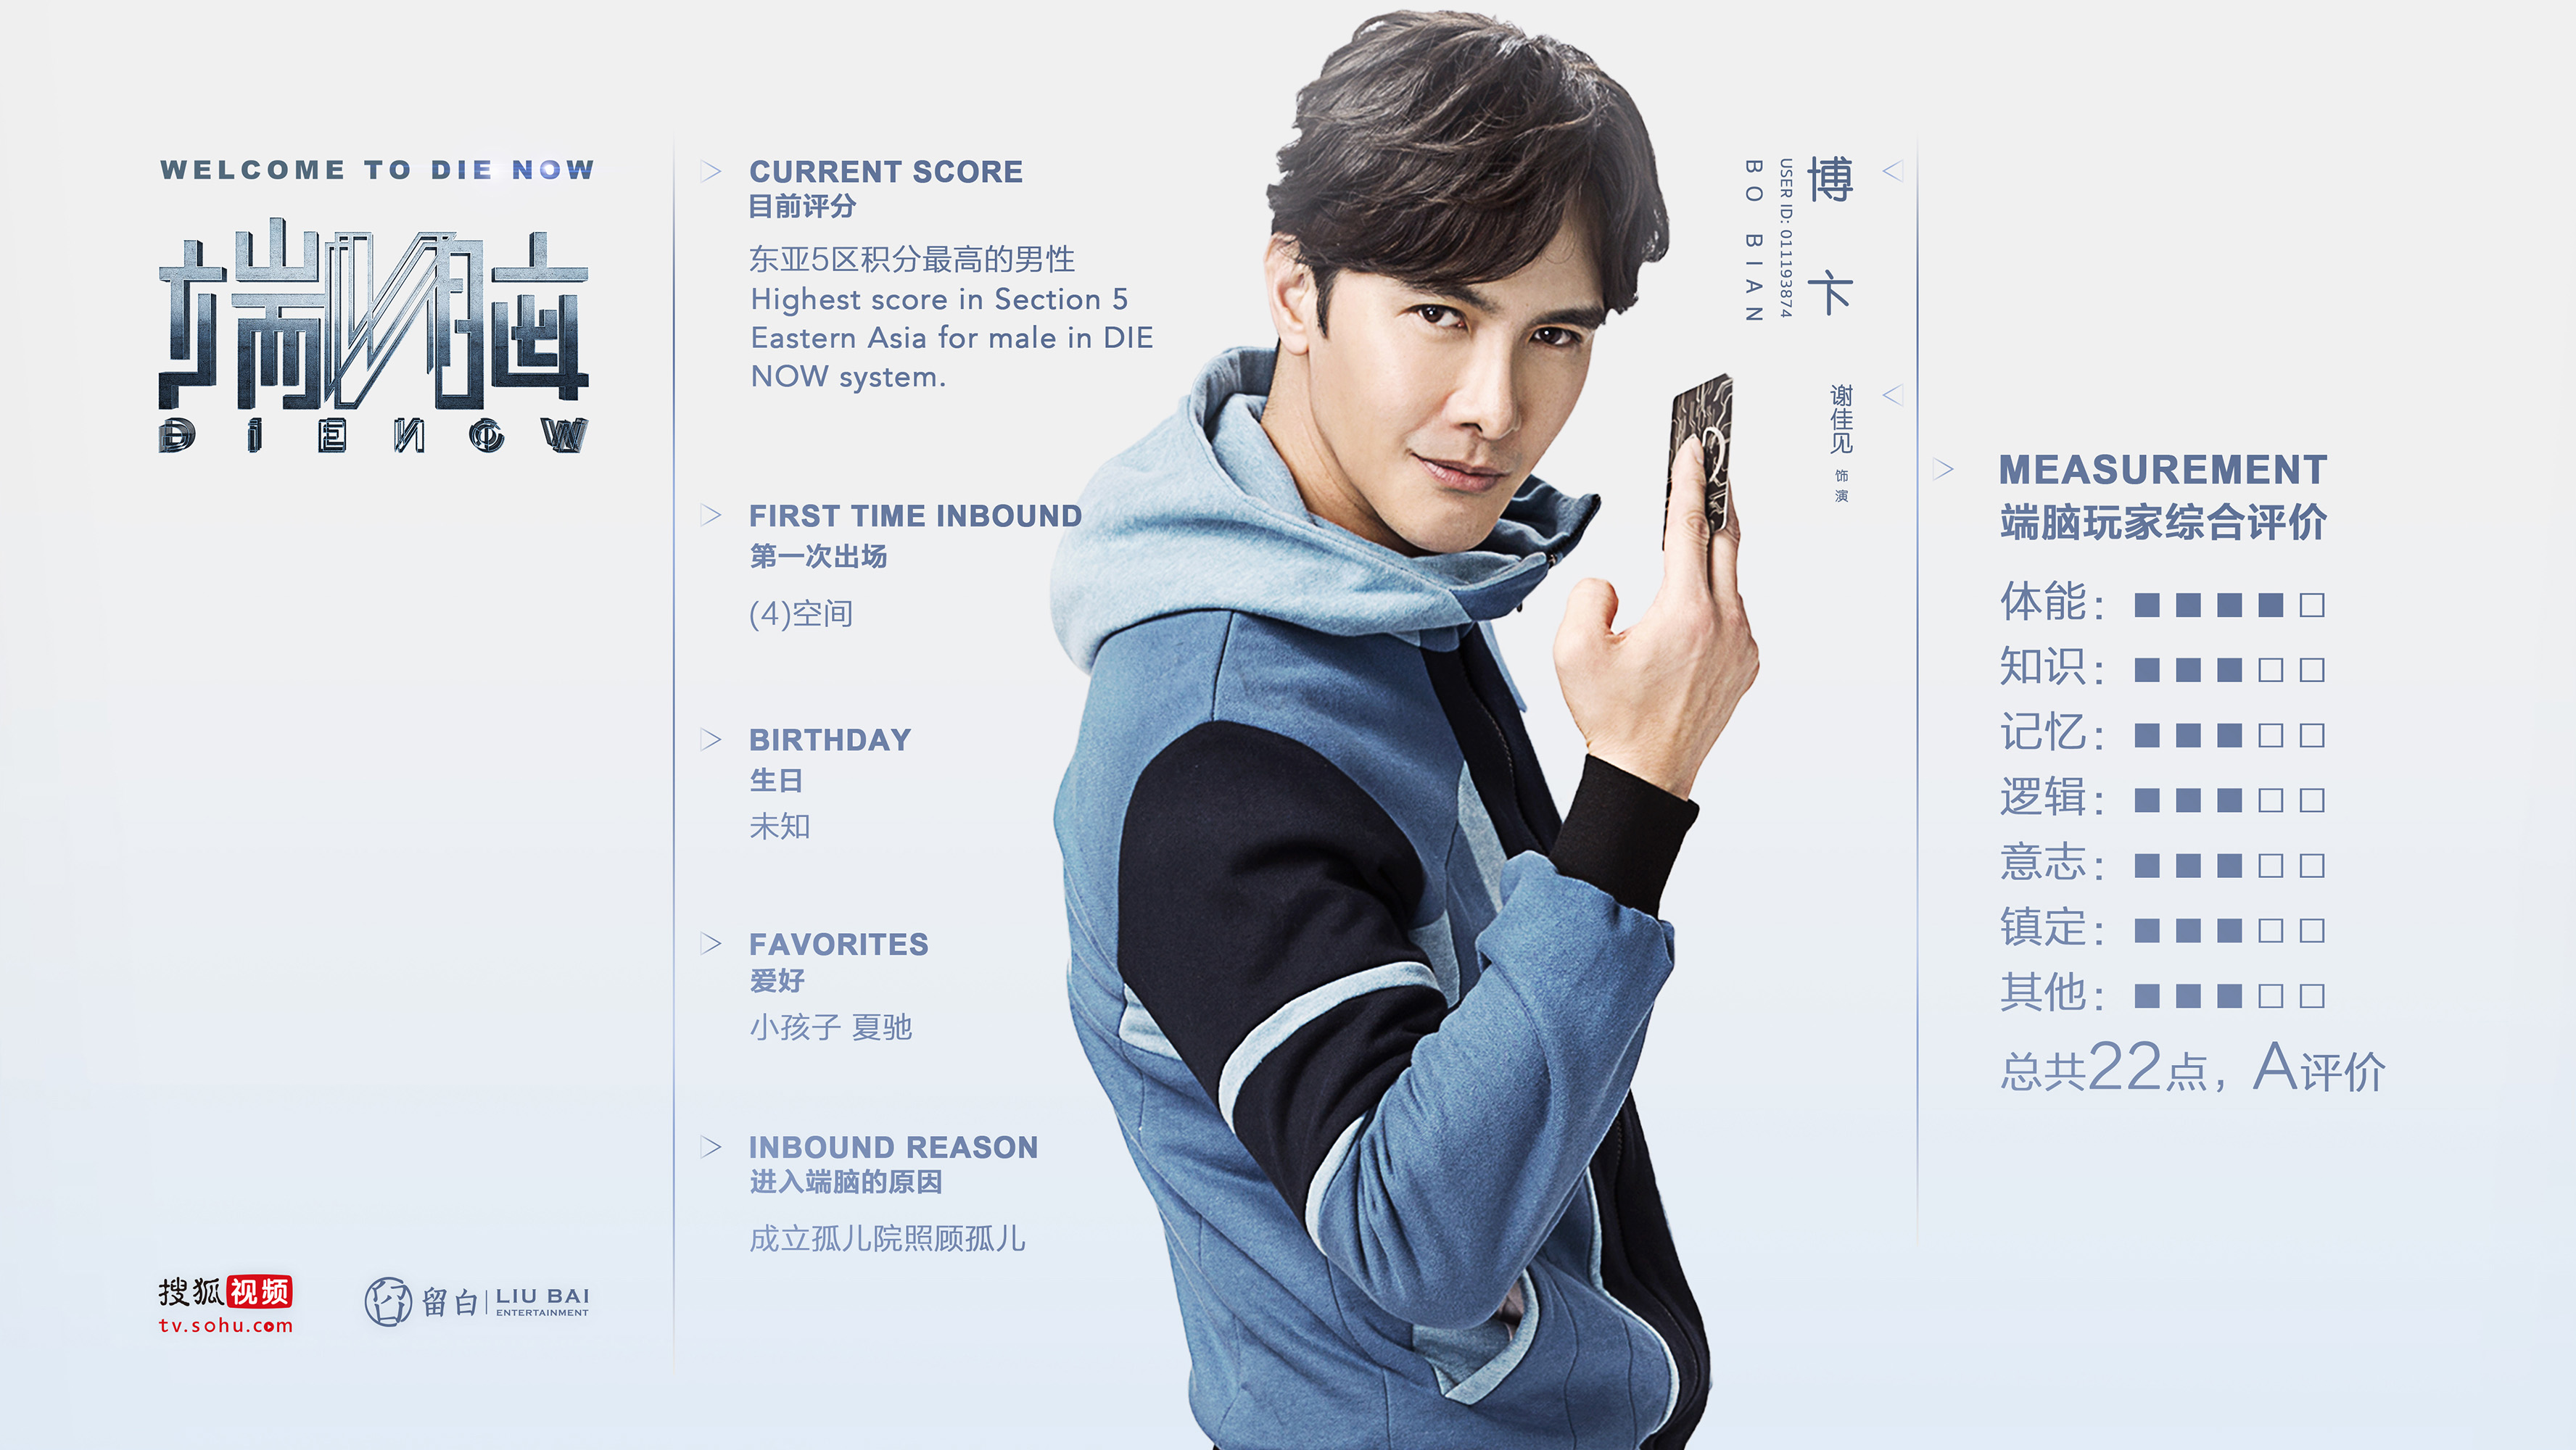 WELCOME TO DIE NOW
端脑
DIE NOW
CURRENT SCORE
目前评分
东亚5区积分最高的男性
Highest score in Section 5
Eastern Asia for male in DIE
NOW system.
FIRST TIME INBOUND
第一次出场
(4)空间
BIRTHDAY
生日
未知
FAVORITES
爱好
小孩子 夏驰
INBOUND REASON
进入端脑的原因
成立孤儿院照顾孤儿
博卞
USER ID: 011193874
BO BIAN
谢佳见 饰演
MEASUREMENT
端脑玩家综合评价
体能：■■■■□
知识：■■■□□
记忆：■■■□□
逻辑：■■■□□
意志：■■■□□
镇定：■■■□□
其他：■■■□□
总共22点，A评价
搜狐视频
tv.sohu.com
留白 LIU BAI
ENTERTAINMENT